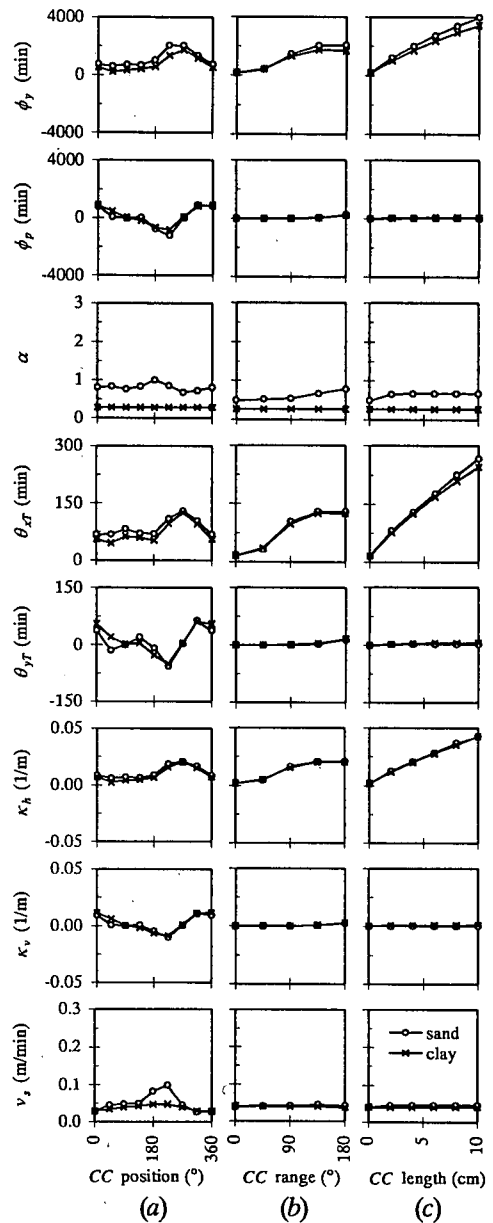 4000
0
-4000
ϕy (min)
4000
0
-4000
ϕp (min)
3
2
1
0
α
300
150
0
θxT (min)
150
0
-150
θyT (min)
0.05
0.00
-0.05
κh (1/m)
0.05
0.00
-0.05
κv (1/m)
0.3
0.2
0.1
0.0
vs (m/min)
sand
clay
0 180 360
0 90 180
0 5 10
CC position (°) CC range (°) CC length (cm)
(a) (b) (c)